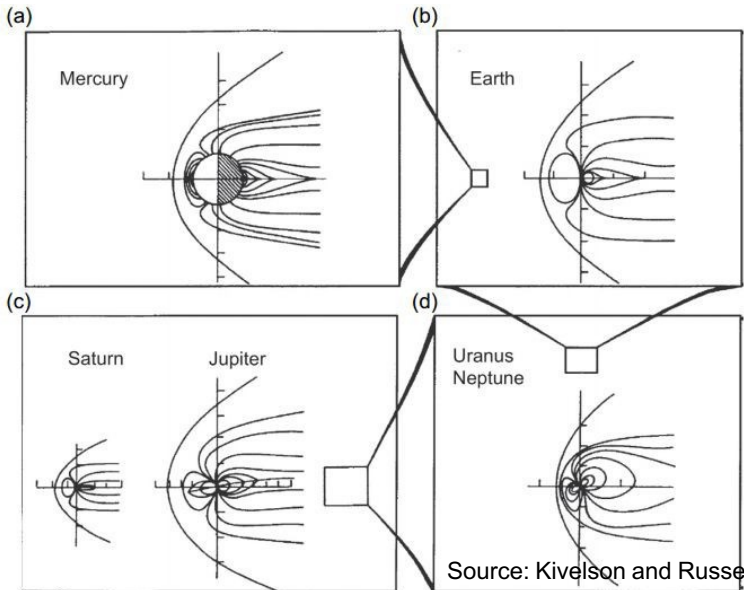 (a)
Mercury
(b)
Earth
(c)
Saturn
Jupiter
(d)
Uranus
Neptune
Source: Kivelson and Russe